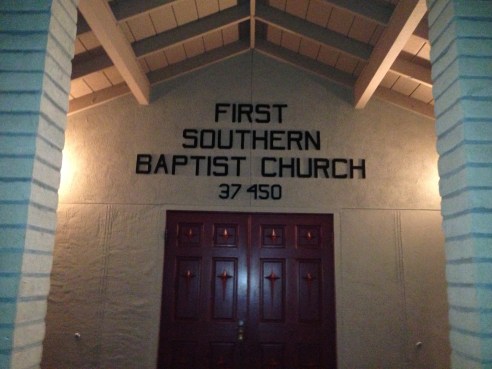 FIRST
SOUTHERN
BAPTIST CHURCH
37 450